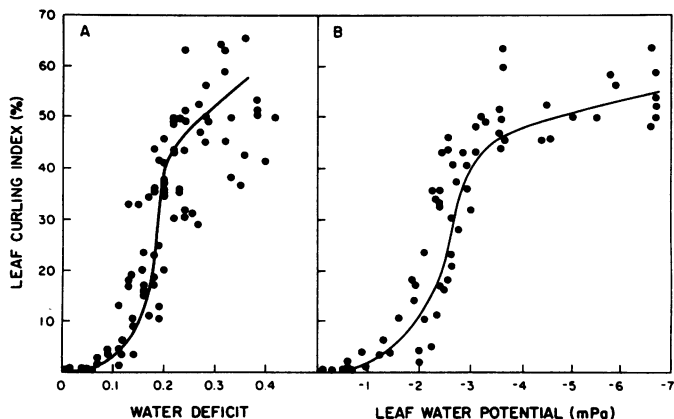 70
60
50
40
30
20
10
LEAF CURLING INDEX (%)
A
0 0.1 0.2 0.3 0.4
WATER DEFICIT
B
-1 -2 -3 -4 -5 -6 -7
LEAF WATER POTENTIAL (mPa)